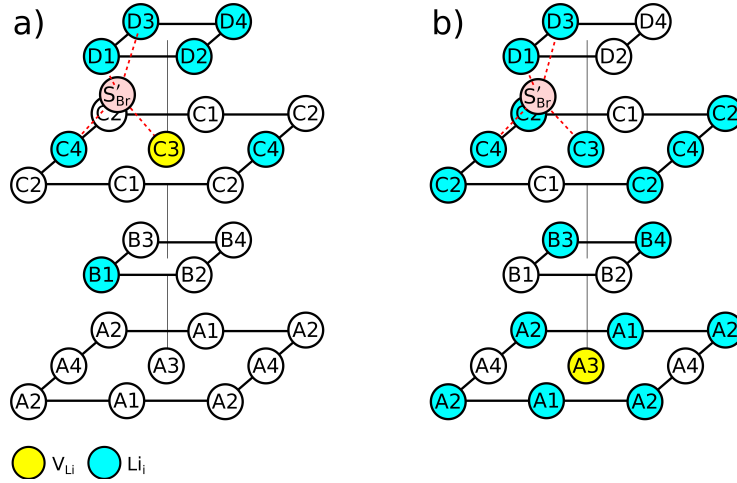 a)
D3 D4
D1 D2
S'Br
C2 C1 C2
C4 C3 C4
C2 C1 C2
B3 B4
B1 B2
A2 A1 A2
A4 A3 A4
A2 A1 A2
VLi Lii
b)
D3 D4
D1 D2
S'Br
C2 C1 C2
C4 C3 C4
C2 C1 C2
B3 B4
B1 B2
A2 A1 A2
A4 A3 A4
A2 A1 A2